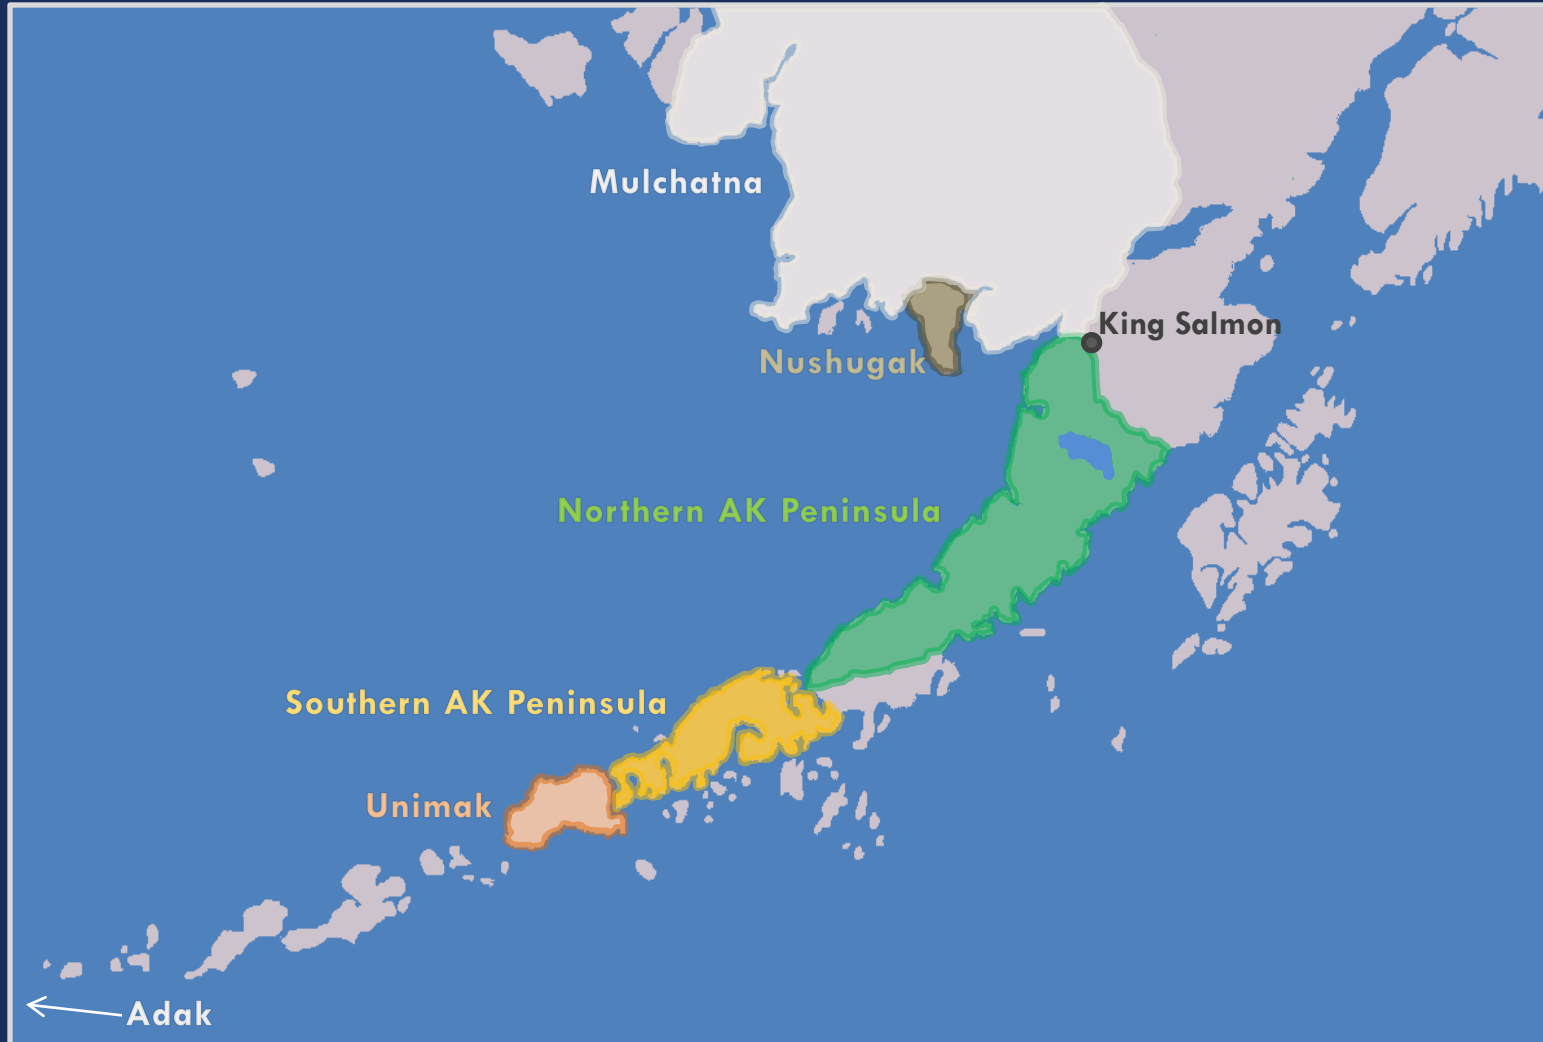 Mulchatna
King Salmon
Nushugak
Northern AK Peninsula
Southern AK Peninsula
Unimak
Adak